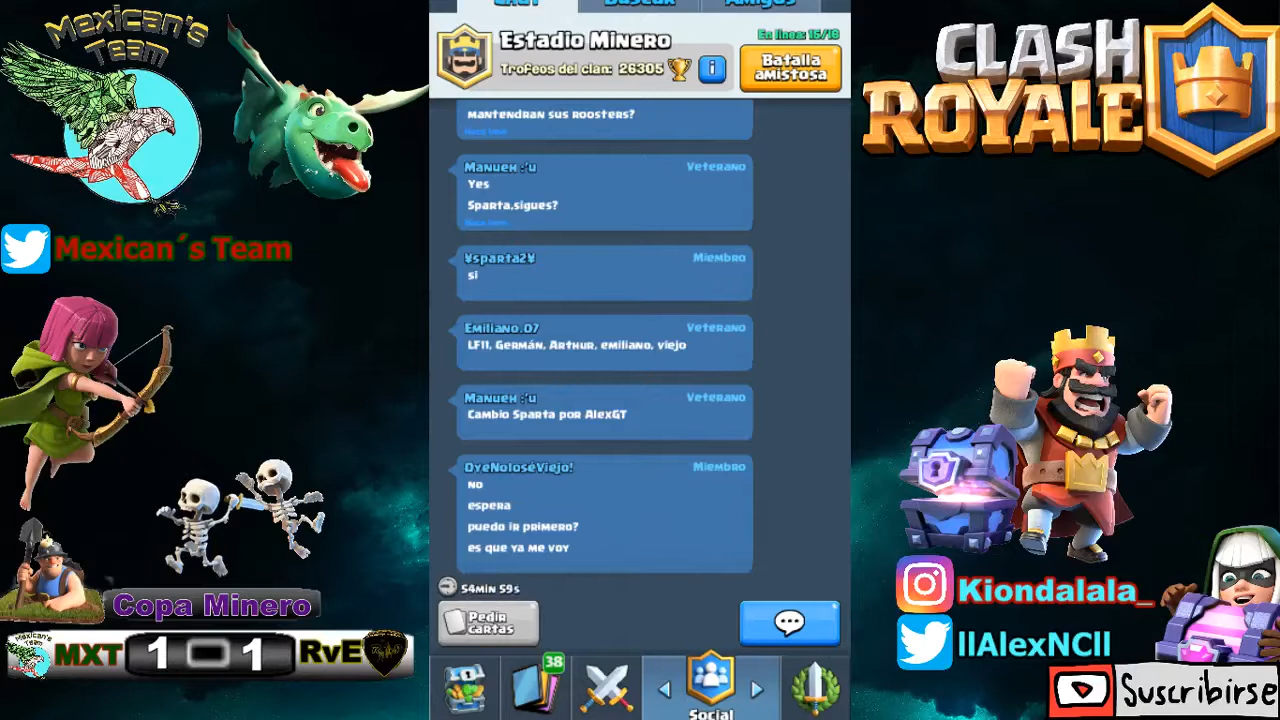 Mexican's
Team
Mexican´s Team
Copa Minero
Mexican's
Team
MXT 1 1 RvE
Chat
Buscar
Amigos
Estadio Minero
En línea: 16/18
Trofeos del clan: 26305
i
Batalla
amistosa
mantendran sus roosters?
Manueh :'u
Veterano
Yes
Sparta,sigues?
¥sparta2¥
Miembro
si
Emiliano.07
Veterano
LF11, Germán, Arthur, emiliano, viejo
Manueh :'u
Veterano
Cambio Sparta por AlexGT
OyeNoloséViejo!
Miembro
no
espera
puedo ir primero?
es que ya me voy
54min 59s
Pedir
cartas
38
Social
CLASH
ROYALE
Kiondalala_
llAlexNCll
Suscribirse